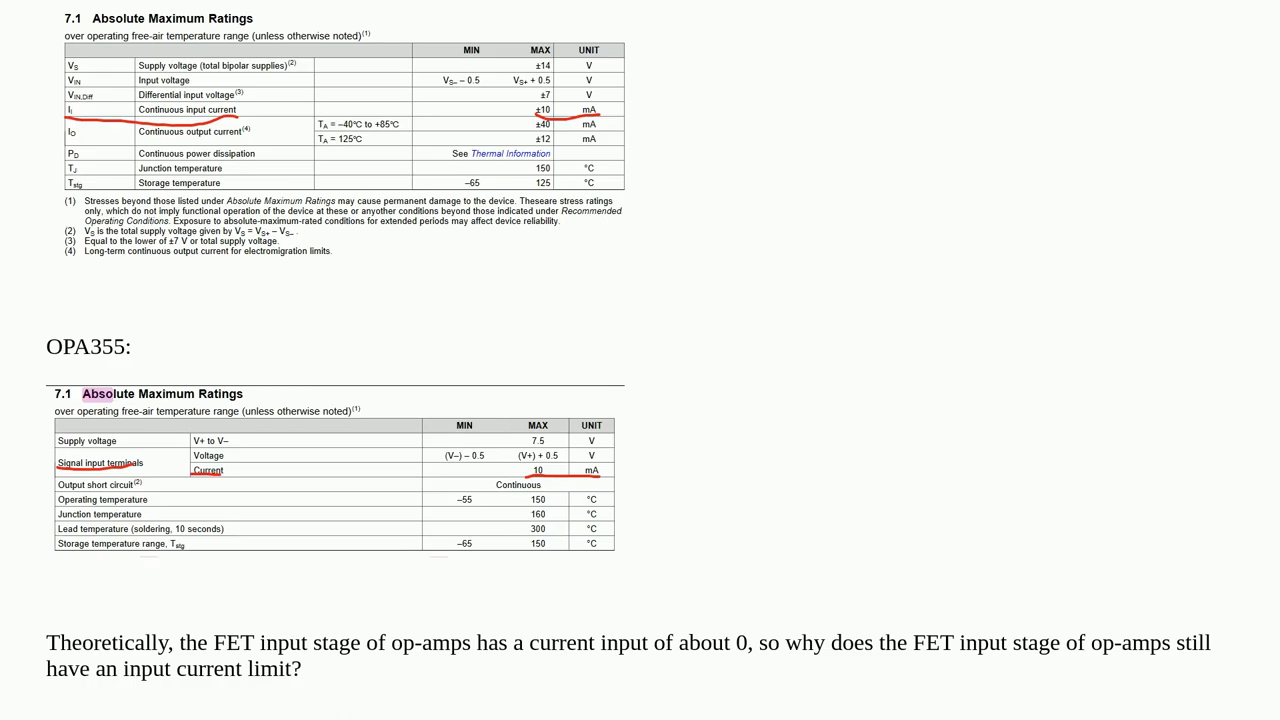 7.1 Absolute Maximum Ratings
over operating free-air temperature range (unless otherwise noted)(1)
MIN MAX UNIT
VS Supply voltage (total bipolar supplies)(2) ±14 V
VIN Input voltage VS– – 0.5 VS+ + 0.5 V
VIN,Diff Differential input voltage(3) ±7 V
II Continuous input current ±10 mA
IO Continuous output current(4) TA = –40°C to +85°C ±40 mA
TA = 125°C ±12 mA
PD Continuous power dissipation See Thermal Information
TJ Junction temperature 150 °C
Tstg Storage temperature –65 125 °C
(1) Stresses beyond those listed under Absolute Maximum Ratings may cause permanent damage to the device. Theseare stress ratings
only, which do not imply functional operation of the device at these or anyother conditions beyond those indicated under Recommended
Operating Conditions. Exposure to absolute-maximum-rated conditions for extended periods may affect device reliability.
(2) VS is the total supply voltage given by VS = VS+ – VS– .
(3) Equal to the lower of ±7 V or total supply voltage.
(4) Long-term continuous output current for electromigration limits.
OPA355:
7.1 Absolute Maximum Ratings
over operating free-air temperature range (unless otherwise noted)(1)
MIN MAX UNIT
Supply voltage V+ to V– 7.5 V
Signal input terminals Voltage (V–) – 0.5 (V+) + 0.5 V
Current 10 mA
Output short circuit(2) Continuous
Operating temperature –55 150 °C
Junction temperature 160 °C
Lead temperature (soldering, 10 seconds) 300 °C
Storage temperature range, Tstg –65 150 °C
Theoretically, the FET input stage of op-amps has a current input of about 0, so why does the FET input stage of op-amps still
have an input current limit?